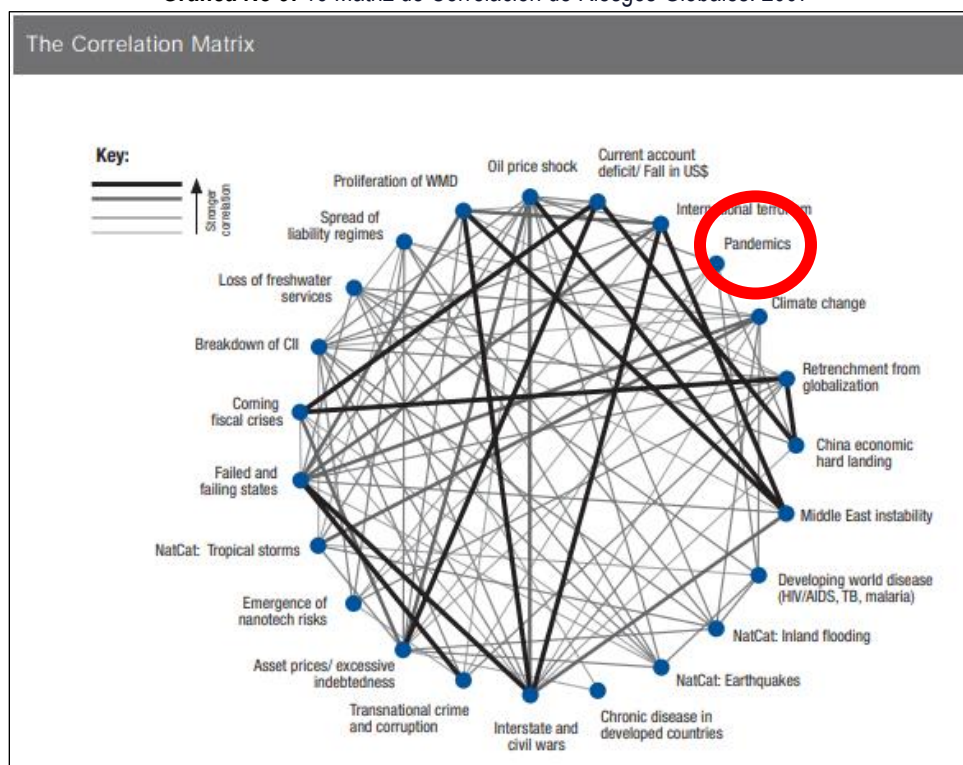 The Correlation Matrix
Key:
Stronger
correlation
Oil price shock
Current account
deficit/ Fall in US$
Proliferation of WMD
International terrorism
Spread of
liability regimes
Pandemics
Loss of freshwater
services
Climate change
Breakdown of CII
Retrenchment from
globalization
Coming
fiscal crises
China economic
hard landing
Failed and
failing states
Middle East instability
NatCat: Tropical storms
Developing world disease
(HIV/AIDS, TB, malaria)
Emergence of
nanotech risks
NatCat: Inland flooding
Asset prices/ excessive
indebtedness
NatCat: Earthquakes
Transnational crime
and corruption
Interstate and
civil wars
Chronic disease in
developed countries